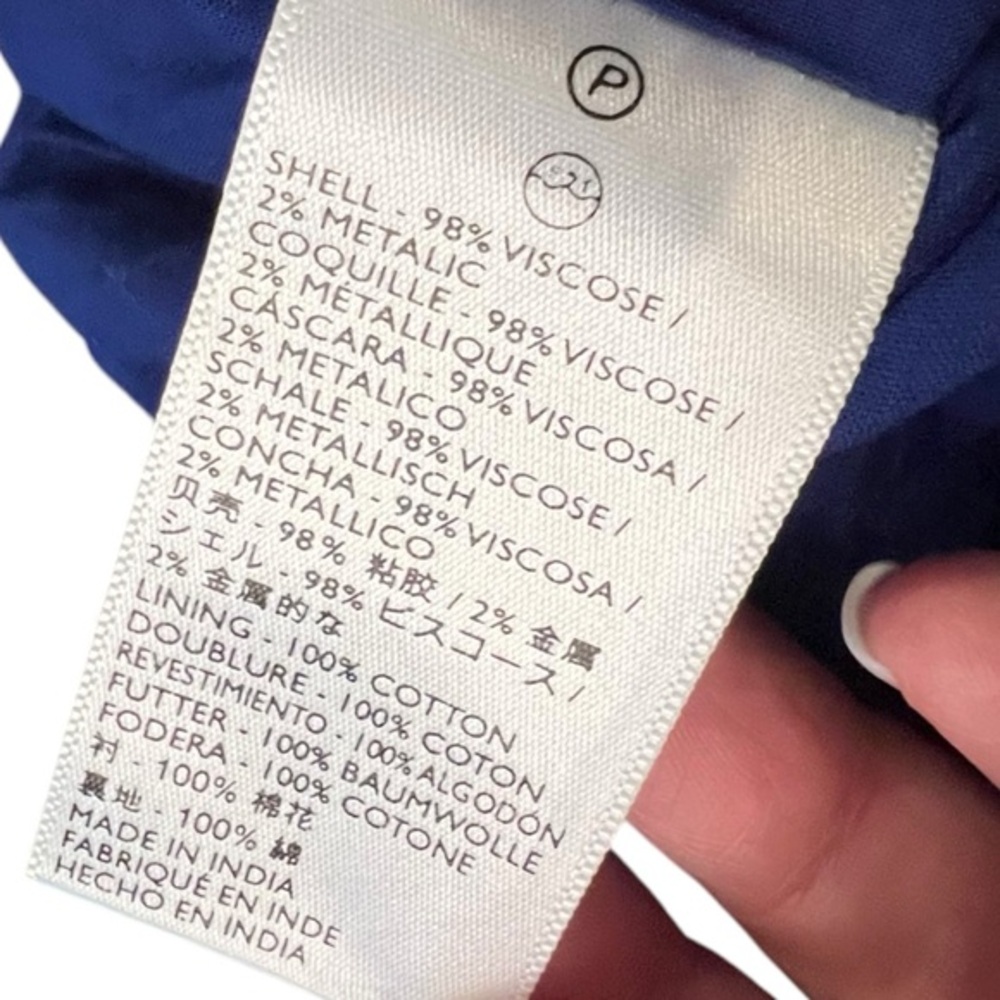 P
SHELL - 98% VISCOSE /
2% METALIC
COQUILLE - 98% VISCOSE /
2% MÉTALLIQUE
CÁSCARA - 98% VISCOSA /
2% METALICO
SCHALE - 98% VISCOSE /
2% METALLISCH
CONCHA - 98% VISCOSA /
2% METALLICO
贝壳 - 98% 粘胶 / 2% 金属
シェル - 98% ビスコース /
2% 金属的な
LINING - 100% COTTON
DOUBLURE - 100% COTON
REVESTIMIENTO - 100% ALGODÓN
FUTTER - 100% BAUMWOLLE
FODERA - 100% COTONE
衬 - 100% 棉花
裏地 - 100% 綿
MADE IN INDIA
FABRIQUÉ EN INDE
HECHO EN INDIA